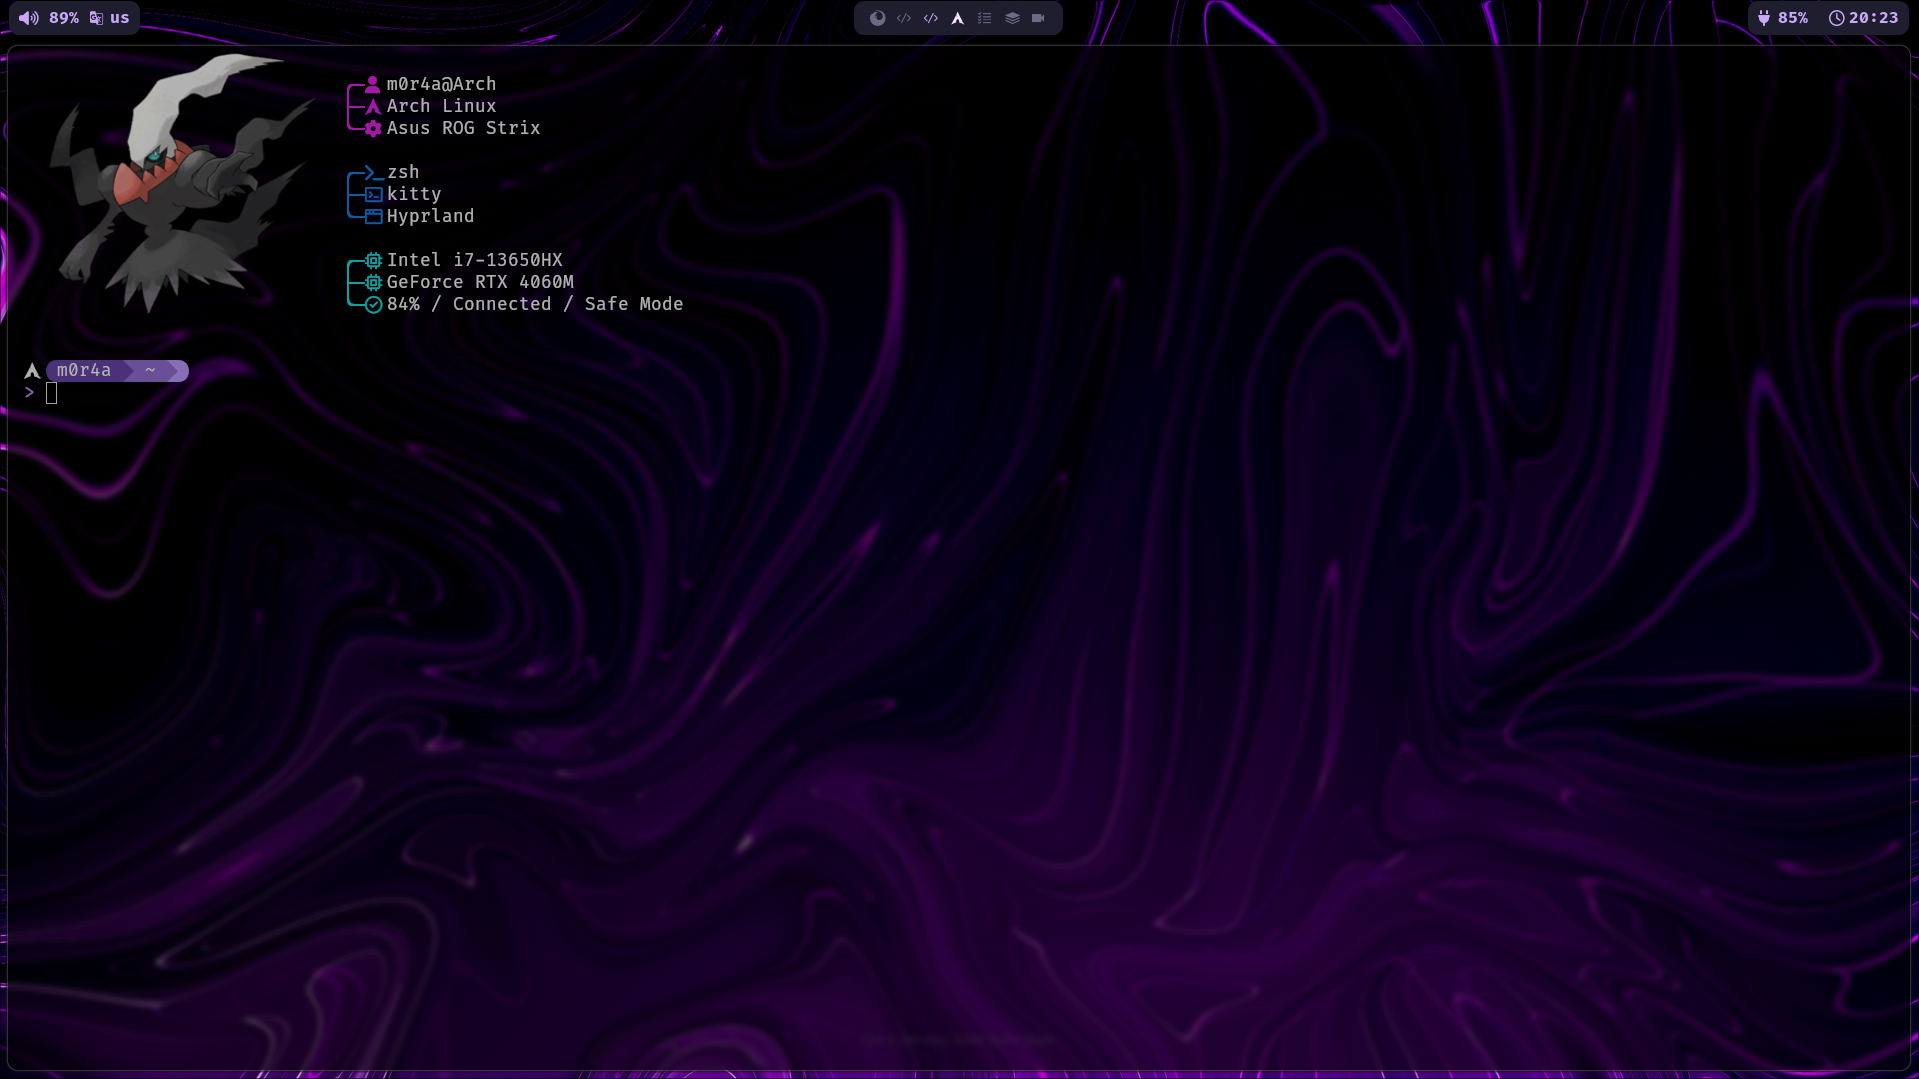 89% us
85% 20:23
m0r4a@Arch
Arch Linux
Asus ROG Strix
zsh
kitty
Hyprland
Intel i7-13650HX
GeForce RTX 4060M
84% / Connected / Safe Mode
m0r4a ~
>